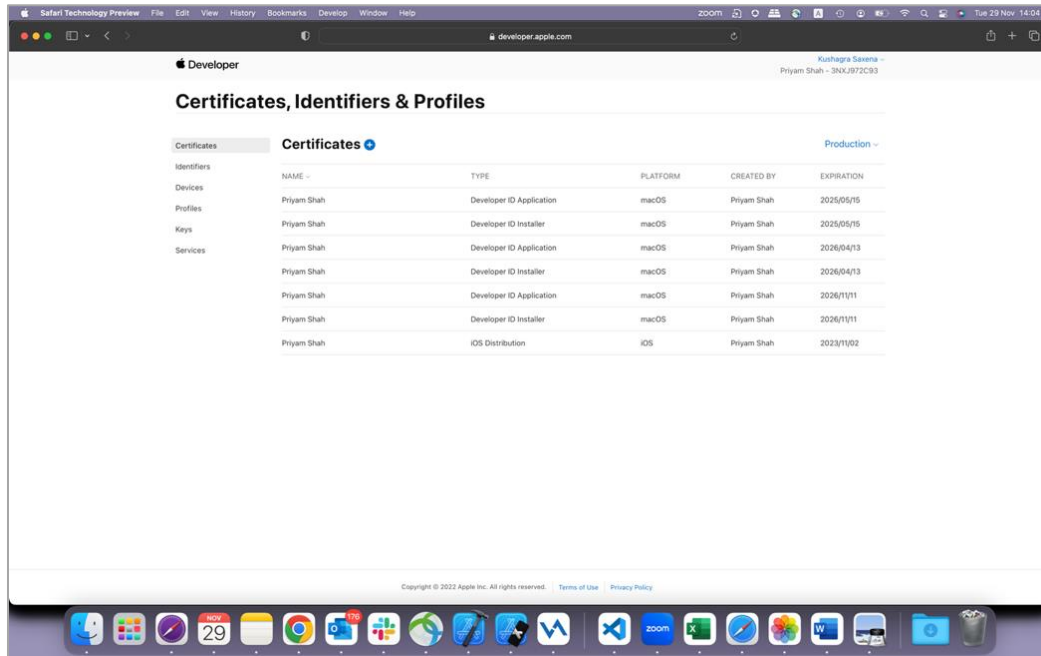 Safari Technology Preview File Edit View History Bookmarks Develop Window Help zoom A Tue 29 Nov 14:04
developer.apple.com
Developer
Kushagra Saxena
Priyam Shah - 3NXJ972C93
Certificates, Identifiers & Profiles
Certificates
Identifiers
Devices
Profiles
Keys
Services
Certificates
Production
NAME TYPE PLATFORM CREATED BY EXPIRATION
Priyam Shah Developer ID Application macOS Priyam Shah 2025/05/15
Priyam Shah Developer ID Installer macOS Priyam Shah 2025/05/15
Priyam Shah Developer ID Application macOS Priyam Shah 2026/04/13
Priyam Shah Developer ID Installer macOS Priyam Shah 2026/04/13
Priyam Shah Developer ID Application macOS Priyam Shah 2026/11/11
Priyam Shah Developer ID Installer macOS Priyam Shah 2026/11/11
Priyam Shah iOS Distribution iOS Priyam Shah 2023/11/02
Copyright © 2022 Apple Inc. All rights reserved. Terms of Use Privacy Policy
NOV
29
176
zoom
X
W